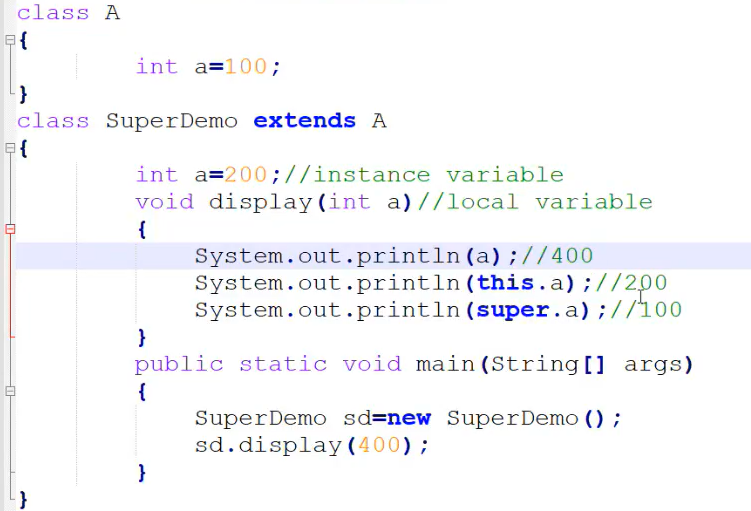 class A
{
int a=100;
}
class SuperDemo extends A
{
int a=200;//instance variable
void display(int a)//local variable
{
System.out.println(a);//400
System.out.println(this.a);//200
System.out.println(super.a);//100
}
public static void main(String[] args)
{
SuperDemo sd=new SuperDemo();
sd.display(400);
}
}